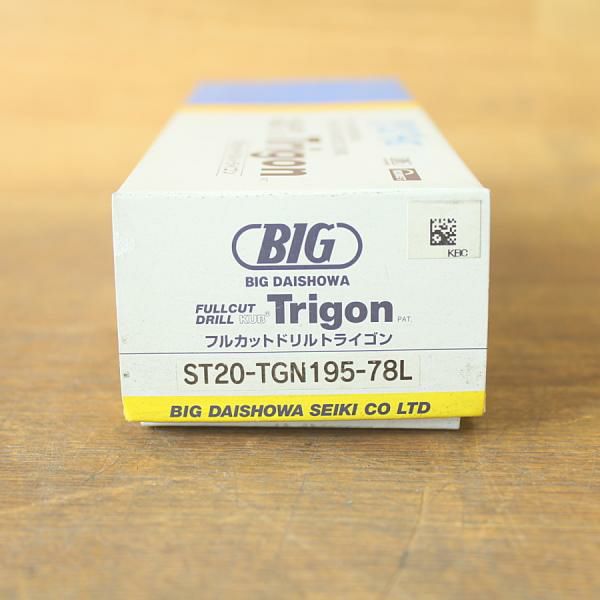 Trigon
BIG
KBC
BIG DAISHOWA
FULLCUT
DRILL KUB Trigon PAT.
フルカットドリルトライゴン
ST20-TGN195-78L
BIG DAISHOWA SEIKI CO LTD